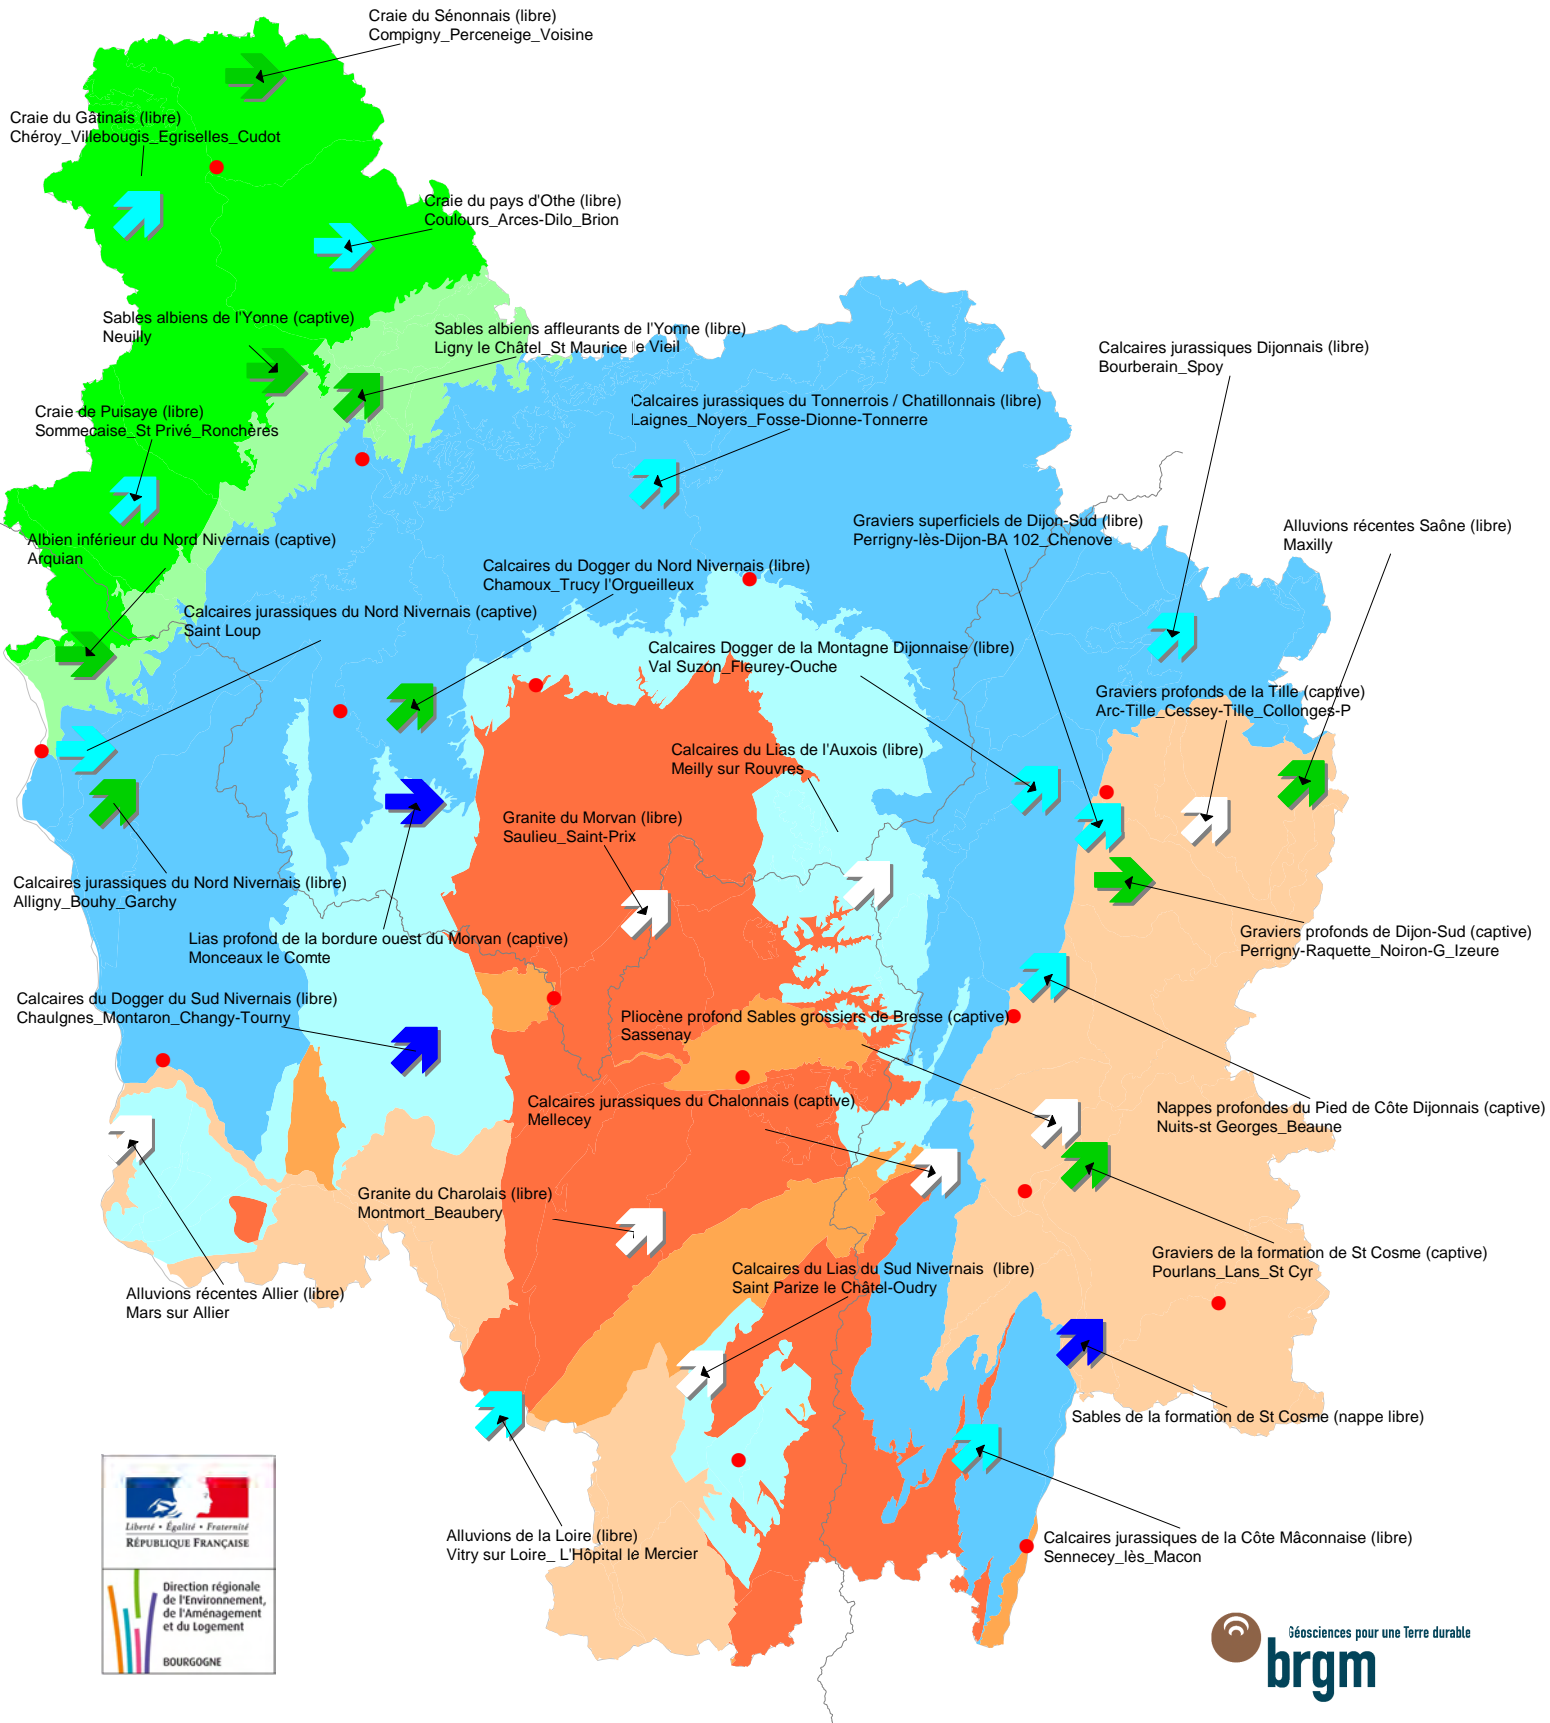 Craie du Sénonnais (libre)
Compigny_Perceneige_Voisine
Craie du Gâtinais (libre)
Chéroy_Villebougis_Egriselles_Cudot
Craie du pays d'Othe (libre)
Coulours_Arces-Dilo_Brion
Sables albiens de l'Yonne (captive)
Neuilly
Sables albiens affleurants de l'Yonne (libre)
Ligny le Châtel_St Maurice le Vieil
Calcaires jurassiques Dijonnais (libre)
Bourberain_Spoy
Craie de Puisaye (libre)
Sommecaise_St Privé_Ronchères
Calcaires jurassiques du Tonnerrois / Chatillonnais (libre)
Laignes_Noyers_Fosse-Dionne-Tonnerre
Graviers superficiels de Dijon-Sud (libre)
Perrigny-lès-Dijon-BA 102_Chenove
Alluvions récentes Saône (libre)
Maxilly
Albien inférieur du Nord Nivernais (captive)
Arquian
Calcaires du Dogger du Nord Nivernais (libre)
Chamoux_Trucy l'Orgueilleux
Calcaires jurassiques du Nord Nivernais (captive)
Saint Loup
Calcaires Dogger de la Montagne Dijonnaise (libre)
Val Suzon_Fleurey-Ouche
Graviers profonds de la Tille (captive)
Arc-Tille_Cessey-Tille_Collonges-P
Calcaires du Lias de l'Auxois (libre)
Meilly sur Rouvres
Granite du Morvan (libre)
Saulieu_Saint-Prix
Calcaires jurassiques du Nord Nivernais (libre)
Alligny_Bouhy_Garchy
Lias profond de la bordure ouest du Morvan (captive)
Monceaux le Comte
Graviers profonds de Dijon-Sud (captive)
Perrigny-Raquette_Noiron-G_Izeure
Calcaires du Dogger du Sud Nivernais (libre)
Chaulgnes_Montaron_Changy-Tourny
Pliocène profond Sables grossiers de Bresse (captive)
Sassenay
Calcaires jurassiques du Chalonnais (captive)
Mellecey
Nappes profondes du Pied de Côte Dijonnais (captive)
Nuits-st Georges_Beaune
Granite du Charolais (libre)
Montmort_Beaubery
Graviers de la formation de St Cosme (captive)
Pourlans_Lans_St Cyr
Calcaires du Lias du Sud Nivernais (libre)
Saint Parize le Châtel-Oudry
Alluvions récentes Allier (libre)
Mars sur Allier
Sables de la formation de St Cosme (nappe libre)
Alluvions de la Loire (libre)
Vitry sur Loire_ L'Hôpital le Mercier
Calcaires jurassiques de la Côte Mâconnaise (libre)
Sennecey_lès_Macon
Liberté • Égalité • Fraternité
RÉPUBLIQUE FRANÇAISE
Direction régionale
de l'Environnement,
de l'Aménagement
et du Logement
BOURGOGNE
Géosciences pour une Terre durable
brgm